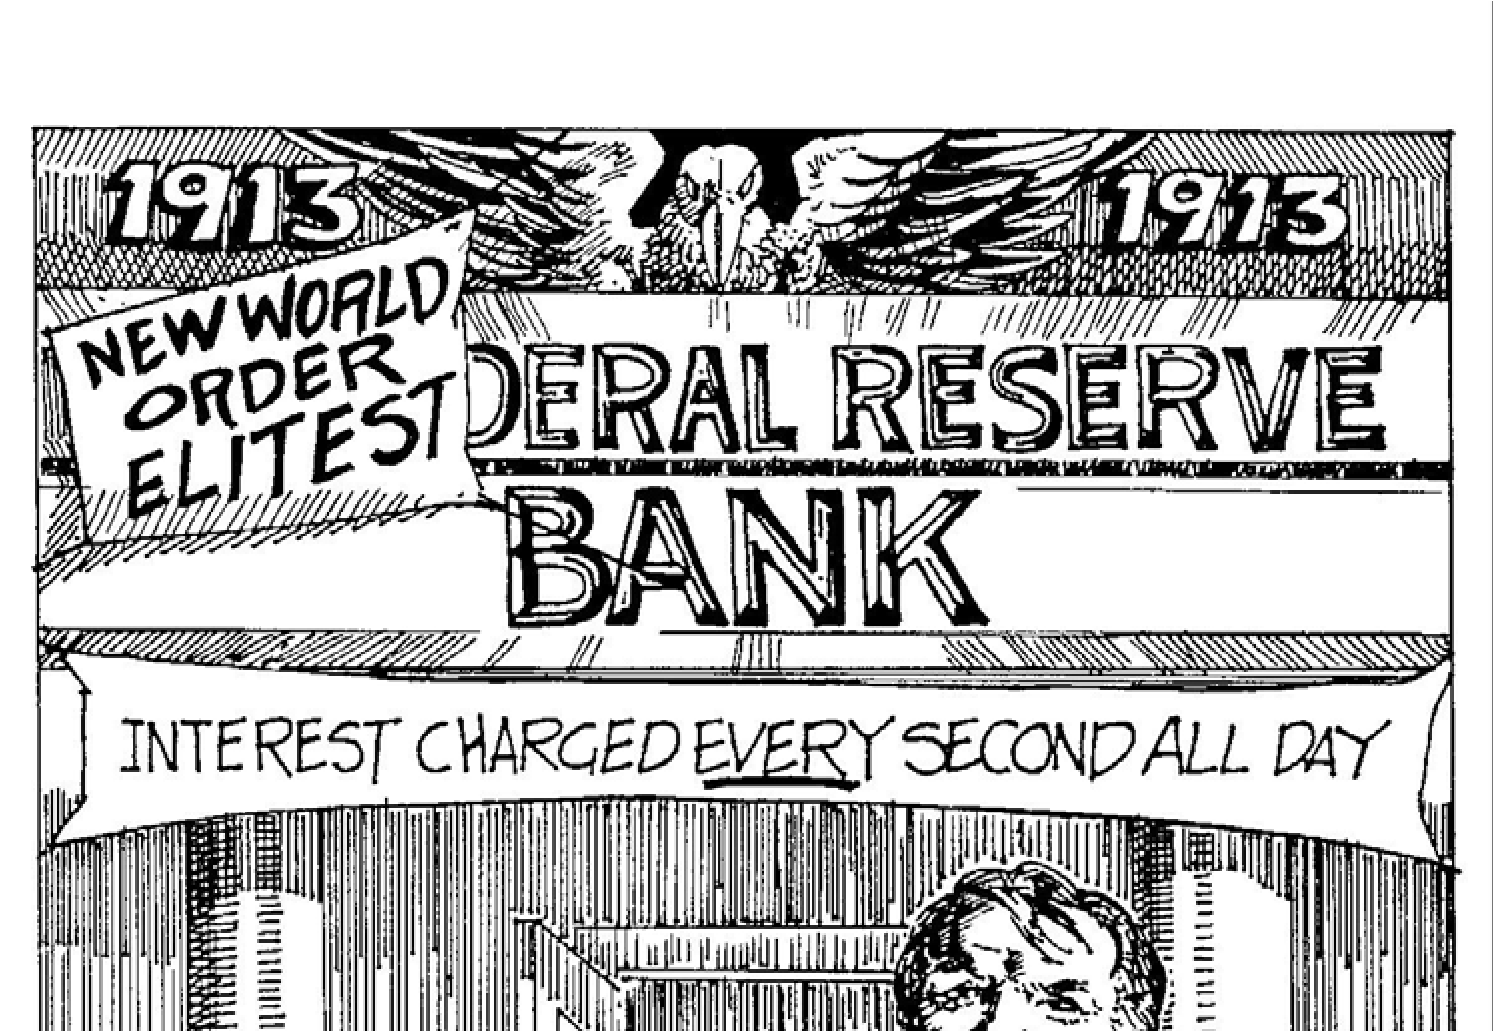 1913 1913
NEW WORLD
ORDER
ELITEST
DERAL RESERVE
BANK
INTEREST CHARGED EVERY SECOND ALL DAY